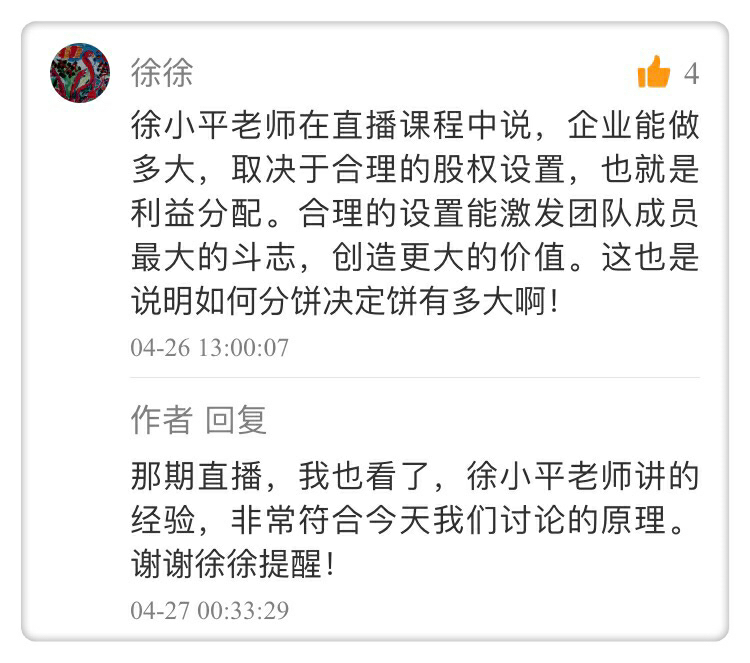 徐徐
4
徐小平老师在直播课程中说，企业能做
多大，取决于合理的股权设置，也就是
利益分配。合理的设置能激发团队成员
最大的斗志，创造更大的价值。这也是
说明如何分饼决定饼有多大啊！
04-26 13:00:07
作者 回复
那期直播，我也看了，徐小平老师讲的
经验，非常符合今天我们讨论的原理。
谢谢徐徐提醒！
04-27 00:33:29